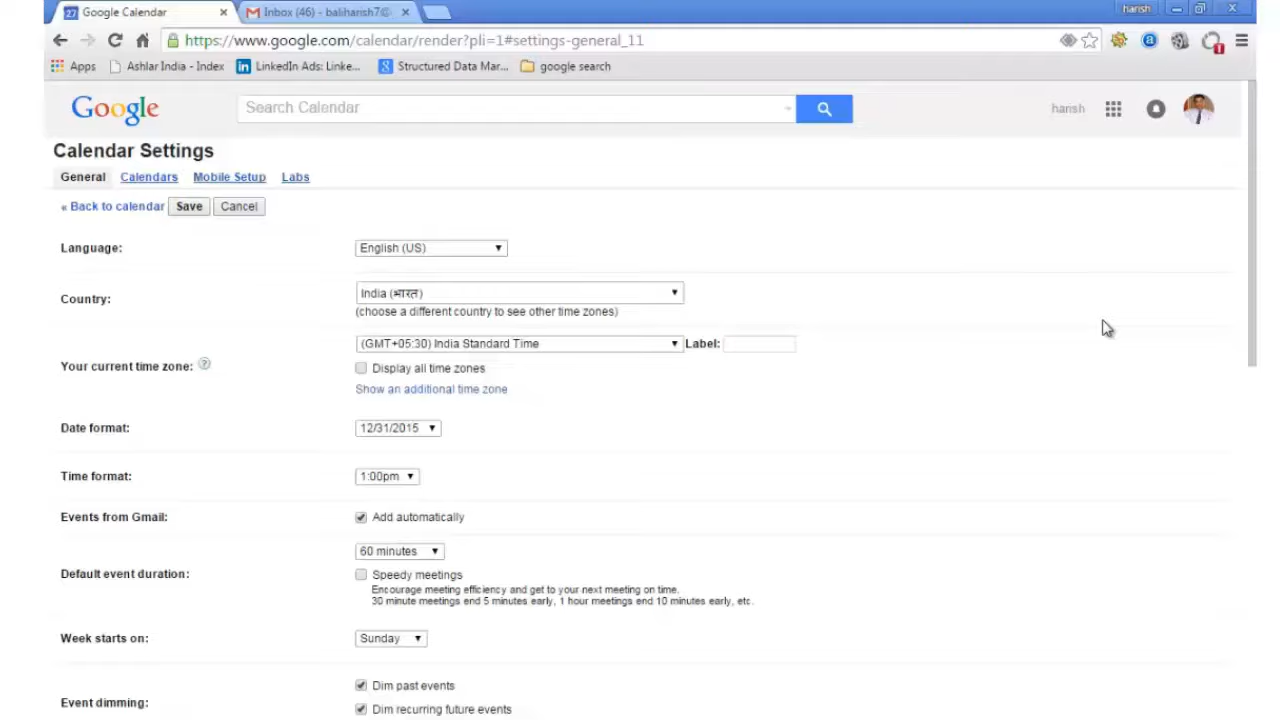 27 Google Calendar × Inbox (46) - baliharish7@ × harish
https://www.google.com/calendar/render?pli=1#settings-general_11
Apps Ashlar India - Index LinkedIn Ads: Linke... Structured Data Mar... google search
Google Search Calendar harish
Calendar Settings
General Calendars Mobile Setup Labs
« Back to calendar Save Cancel
Language: English (US)
Country: India (भारत)
(choose a different country to see other time zones)
(GMT+05:30) India Standard Time Label:
Your current time zone: ? Display all time zones
Show an additional time zone
Date format: 12/31/2015
Time format: 1:00pm
Events from Gmail: Add automatically
60 minutes
Default event duration: Speedy meetings
Encourage meeting efficiency and get to your next meeting on time.
30 minute meetings end 5 minutes early, 1 hour meetings end 10 minutes early, etc.
Week starts on: Sunday
Dim past events
Event dimming:
Dim recurring future events